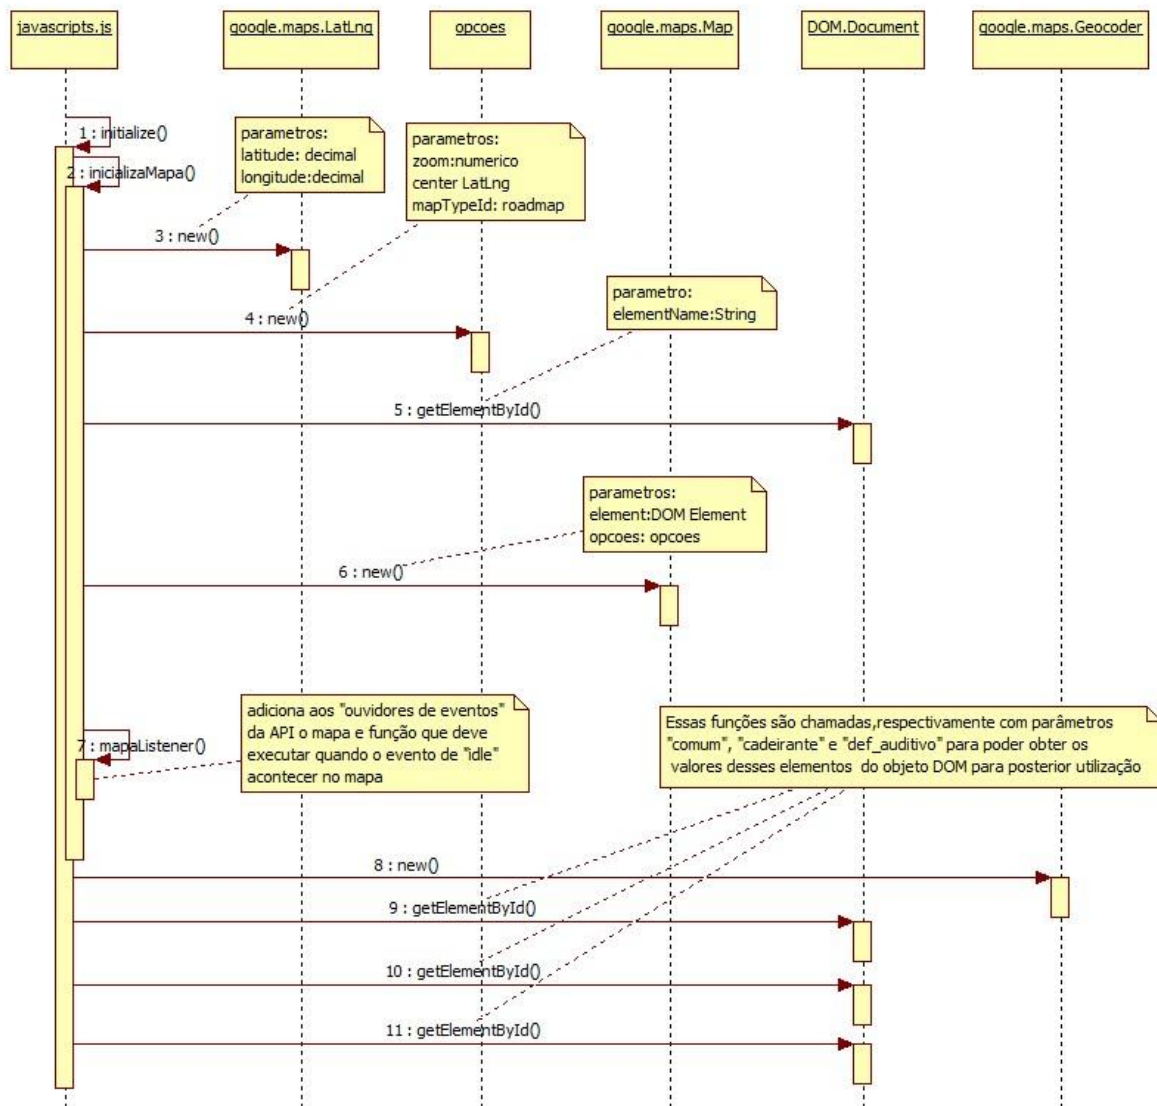 javascripts.js
google.maps.LatLng
opcoes
google.maps.Map
DOM.Document
google.maps.Geocoder
1 : initialize()
2 : inicializaMapa()
parametros:
latitude: decimal
longitude:decimal
parametros:
zoom:numerico
center LatLng
mapTypeId: roadmap
3 : new()
parametro:
elementName:String
4 : new()
5 : getElementById()
parametros:
element:DOM Element
opcoes: opcoes
6 : new()
adiciona aos "ouvidores de eventos"
da API o mapa e função que deve
executar quando o evento de "idle"
acontecer no mapa
7 : mapaListener()
Essas funções são chamadas,respectivamente com parâmetros
"comum", "cadeirante" e "def_auditivo" para poder obter os
valores desses elementos do objeto DOM para posterior utilização
8 : new()
9 : getElementById()
10 : getElementById()
11 : getElementById()